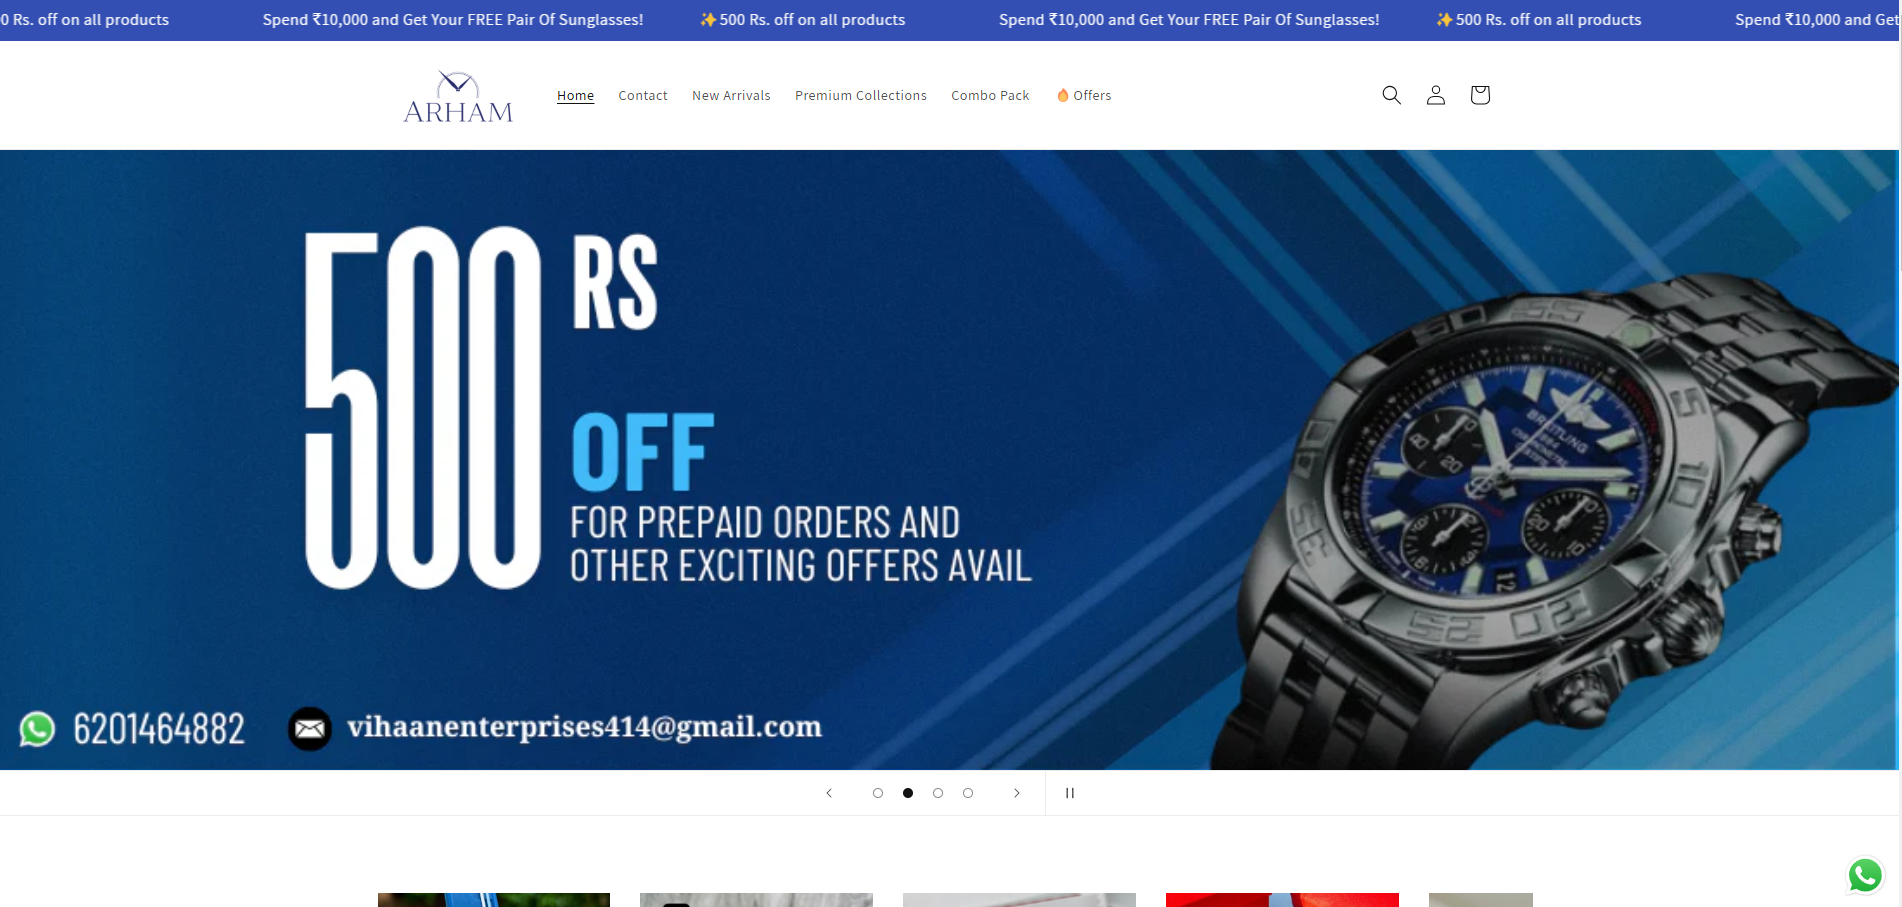 0 Rs. off on all products Spend ₹10,000 and Get Your FREE Pair Of Sunglasses! ✨500 Rs. off on all products Spend ₹10,000 and Get Your FREE Pair Of Sunglasses! ✨500 Rs. off on all products Spend ₹10,000 and Get
ARHAM
Home Contact New Arrivals Premium Collections Combo Pack 🔥 Offers
500 RS
OFF
FOR PREPAID ORDERS AND
OTHER EXCITING OFFERS AVAIL
BREITLING
6201464882 vihaanenterprises414@gmail.com